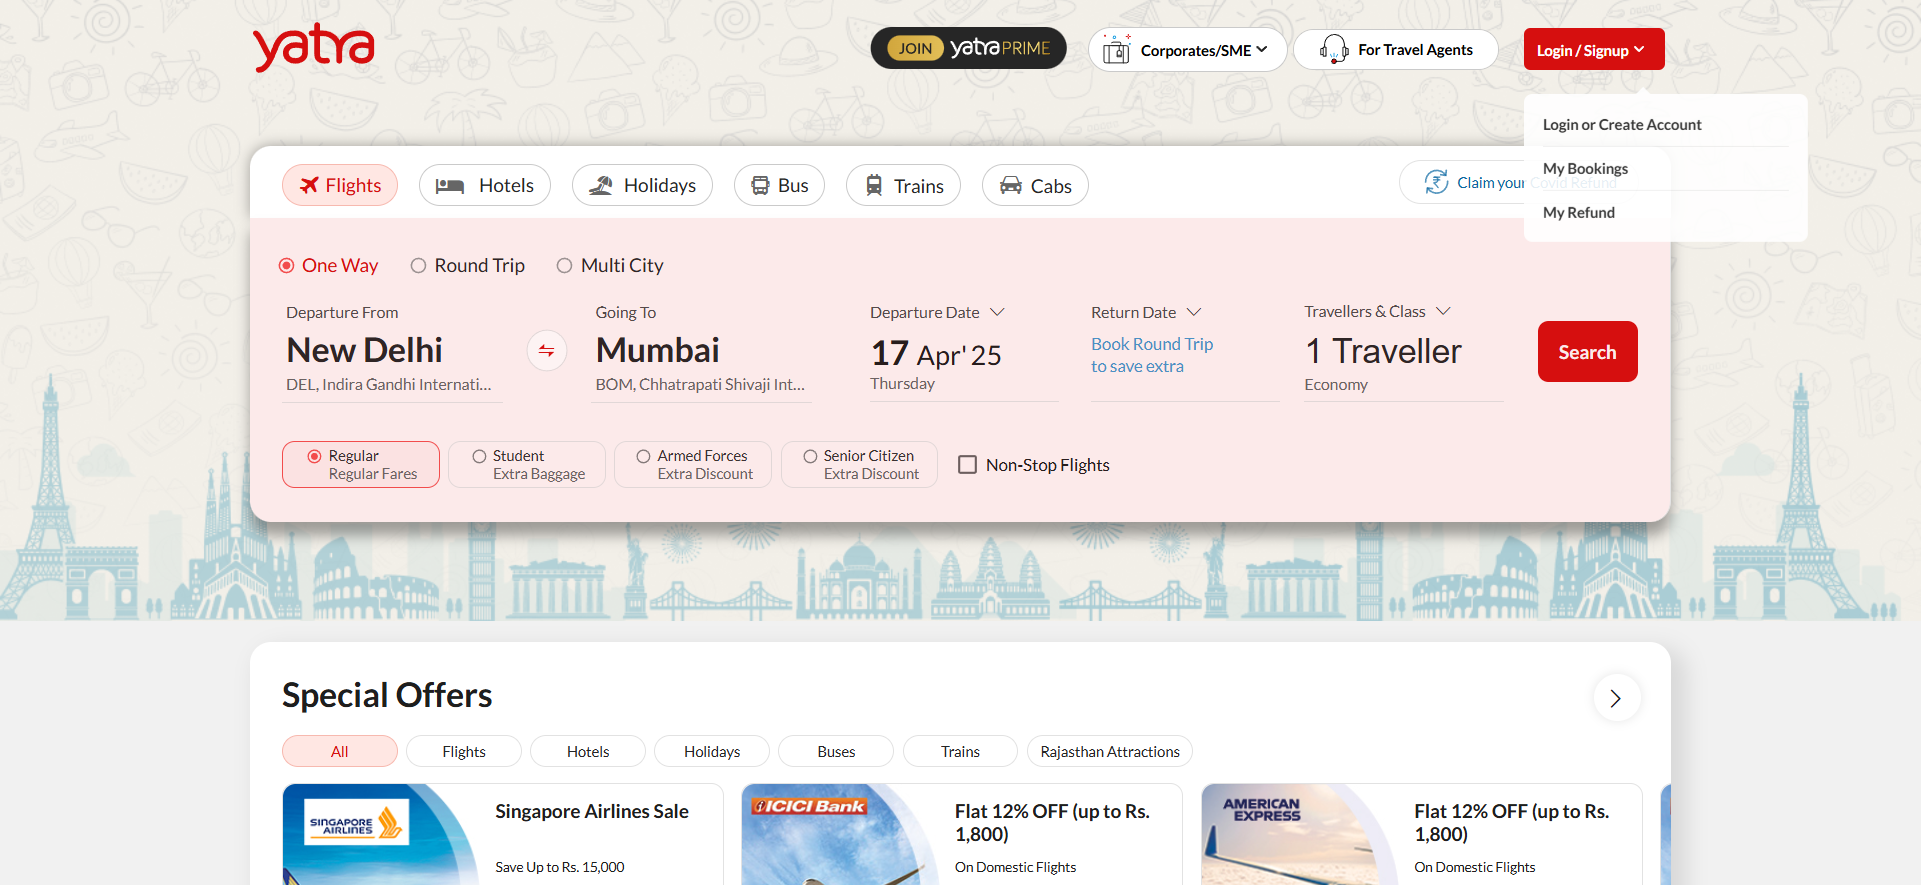 yatra
JOIN yatra PRIME
Corporates/SME
For Travel Agents
Login / Signup
Login or Create Account
My Bookings
My Refund
Flights
Hotels
Holidays
Bus
Trains
Cabs
Claim your Covid Refund
One Way
Round Trip
Multi City
Departure From
New Delhi
DEL, Indira Gandhi Internati...
Going To
Mumbai
BOM, Chhatrapati Shivaji Int...
Departure Date
17 Apr' 25
Thursday
Return Date
Book Round Trip
to save extra
Travellers & Class
1 Traveller
Economy
Search
Regular
Regular Fares
Student
Extra Baggage
Armed Forces
Extra Discount
Senior Citizen
Extra Discount
Non-Stop Flights
Special Offers
All
Flights
Hotels
Holidays
Buses
Trains
Rajasthan Attractions
SINGAPORE
AIRLINES
Singapore Airlines Sale
Save Up to Rs. 15,000
ICICI Bank
Flat 12% OFF (up to Rs.
1,800)
On Domestic Flights
AMERICAN
EXPRESS
Flat 12% OFF (up to Rs.
1,800)
On Domestic Flights